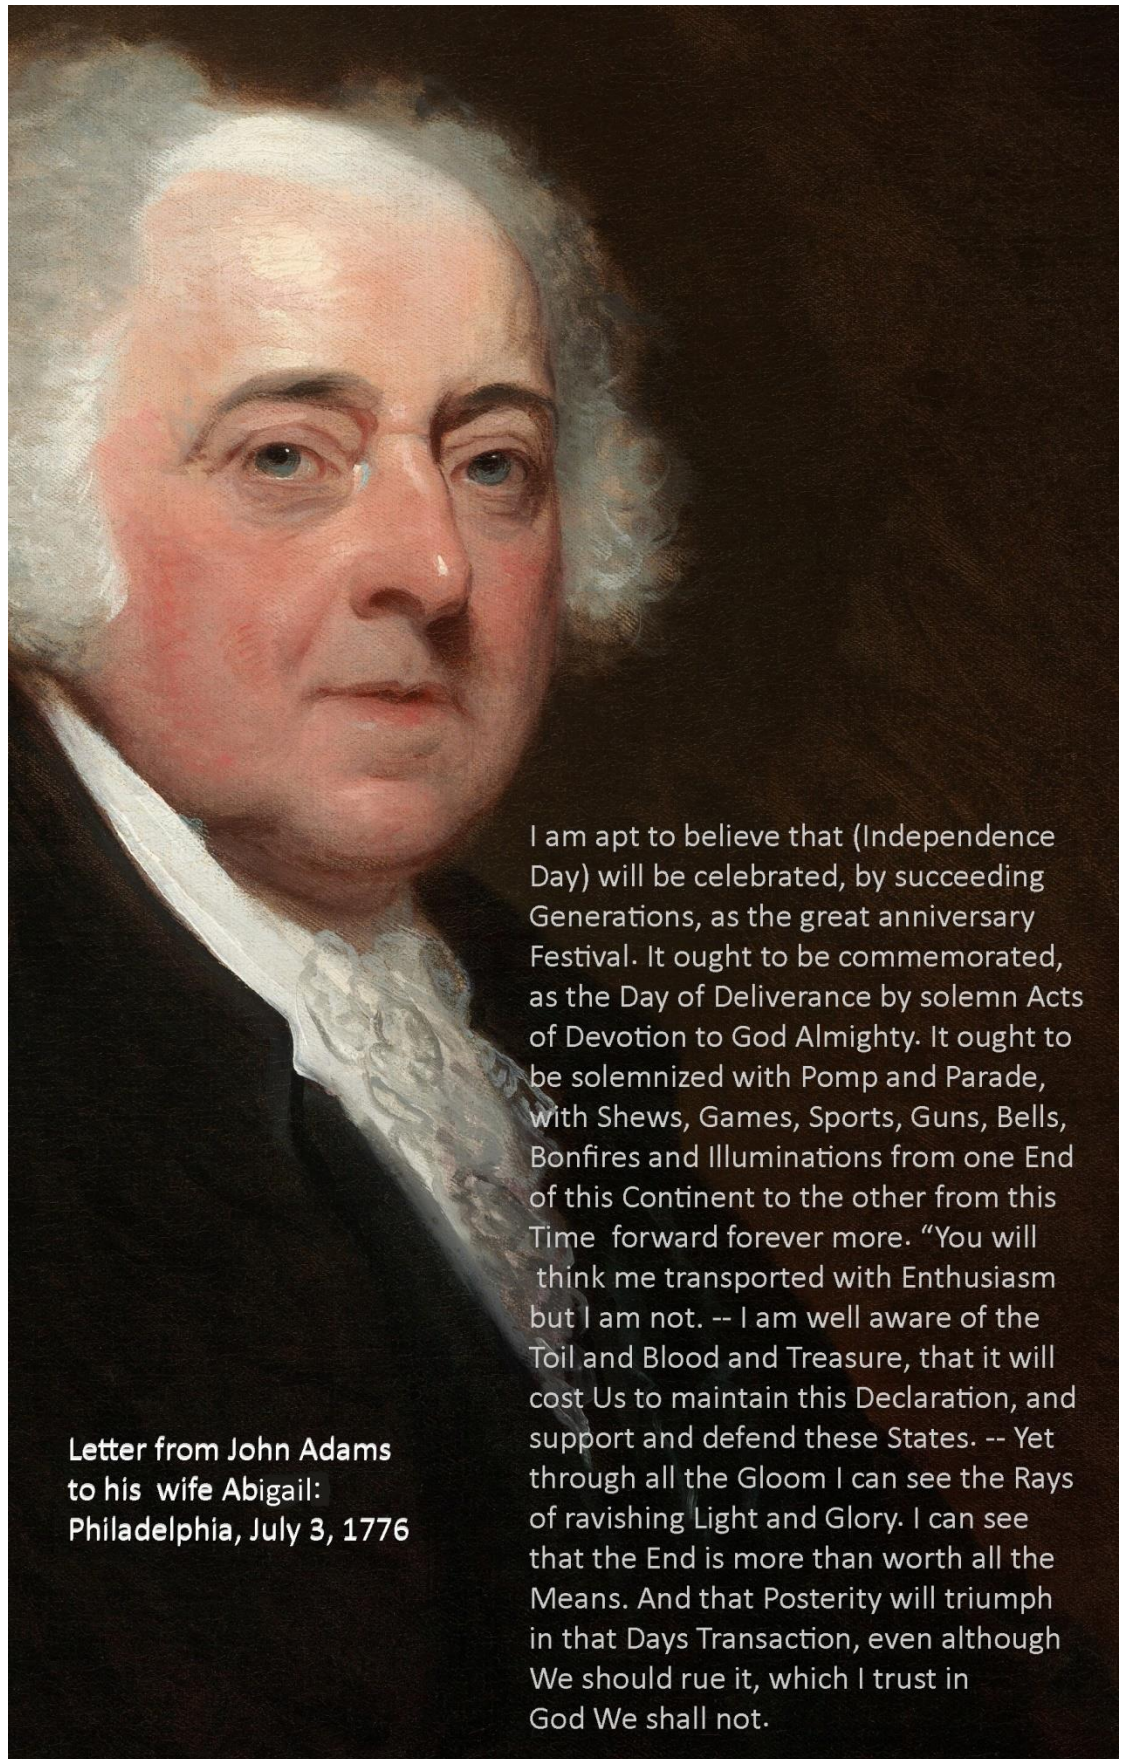 I am apt to believe that (Independence
Day) will be celebrated, by succeeding
Generations, as the great anniversary
Festival. It ought to be commemorated,
as the Day of Deliverance by solemn Acts
of Devotion to God Almighty. It ought to
be solemnized with Pomp and Parade,
with Shews, Games, Sports, Guns, Bells,
Bonfires and Illuminations from one End
of this Continent to the other from this
Time  forward forever more. “You will
think me transported with Enthusiasm
but I am not. -- I am well aware of the
Toil and Blood and Treasure, that it will
cost Us to maintain this Declaration, and
support and defend these States. -- Yet
through all the Gloom I can see the Rays
of ravishing Light and Glory. I can see
that the End is more than worth all the
Means. And that Posterity will triumph
in that Days Transaction, even although
We should rue it, which I trust in
God We shall not.
Letter from John Adams
to his  wife Abigail:
Philadelphia, July 3, 1776